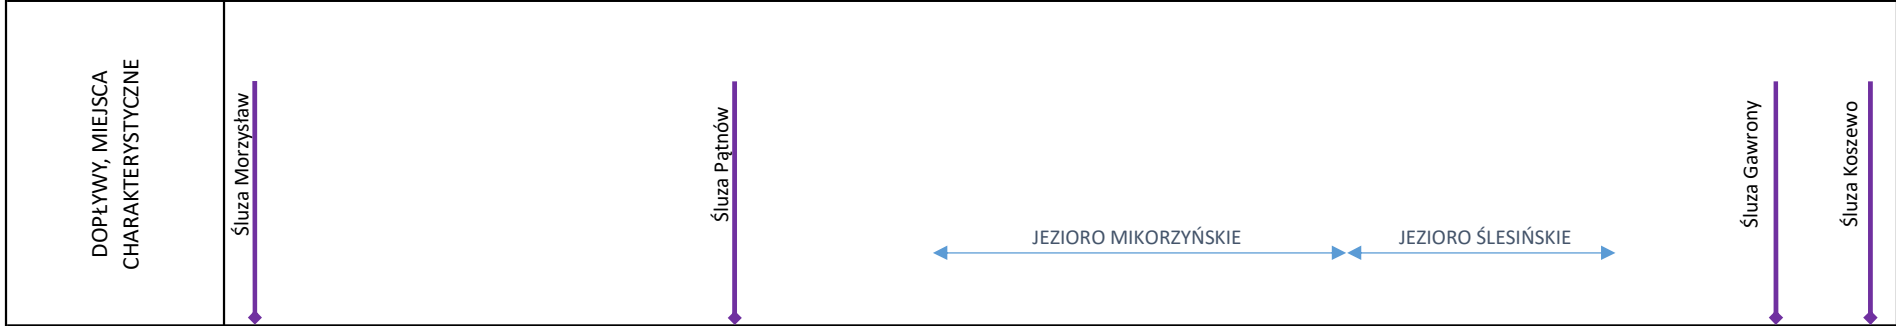 DOPŁYWY, MIEJSCA
CHARAKTERYSTYCZNE
Śluza Morzysław
Śluza Pątnów
JEZIORO MIKORZYŃSKIE
JEZIORO ŚLESIŃSKIE
Śluza Gawrony
Śluza Koszewo